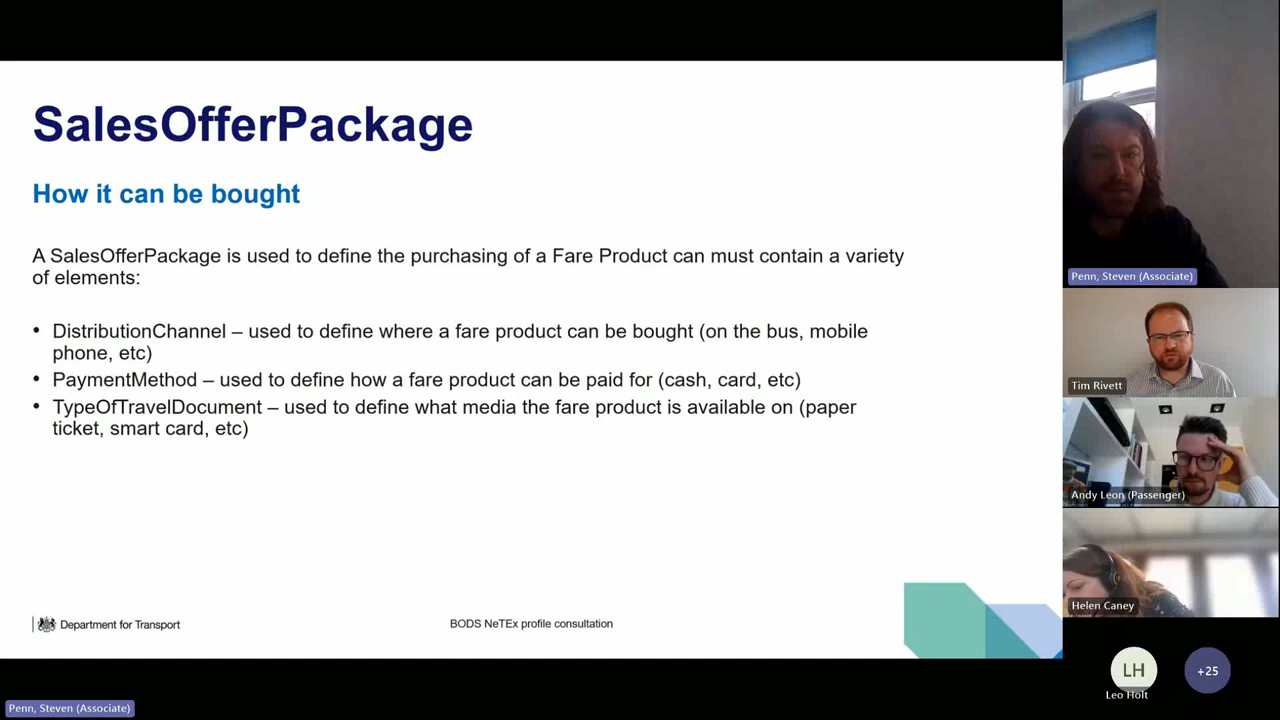 SalesOfferPackage
How it can be bought
A SalesOfferPackage is used to define the purchasing of a Fare Product can must contain a variety
of elements:
• DistributionChannel – used to define where a fare product can be bought (on the bus, mobile
phone, etc)
• PaymentMethod – used to define how a fare product can be paid for (cash, card, etc)
• TypeOfTravelDocument – used to define what media the fare product is available on (paper
ticket, smart card, etc)
Department for Transport
BODS NeTEx profile consultation
Penn, Steven (Associate)
Tim Rivett
Andy Leon (Passenger)
Helen Caney
LH
Leo Holt
+25
Penn, Steven (Associate)